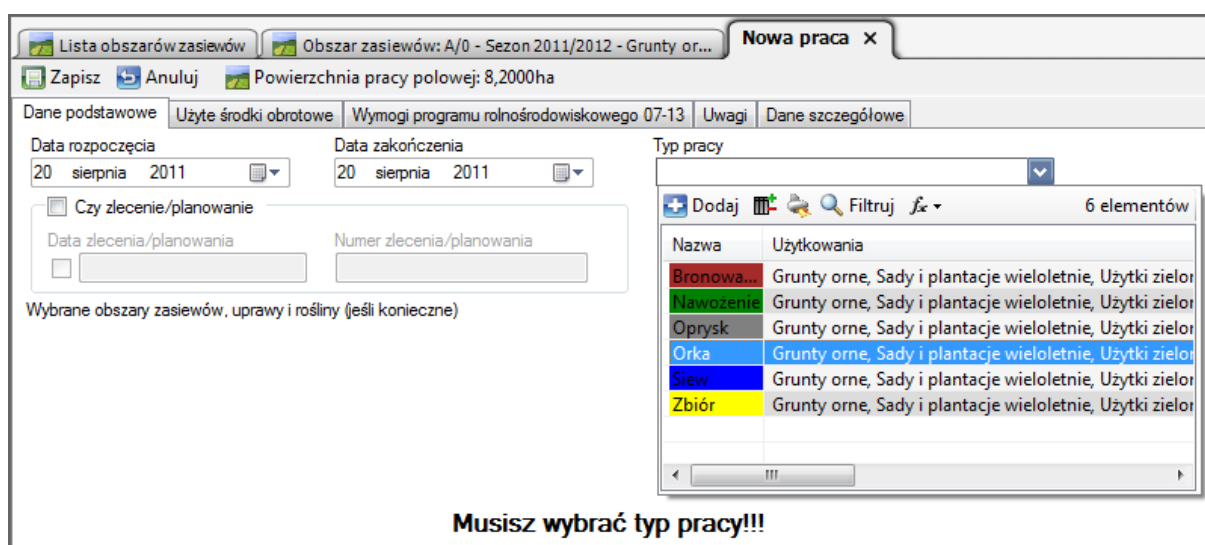 Lista obszarów zasiewów Obszar zasiewów: A/0 - Sezon 2011/2012 - Grunty or... Nowa praca ×
Zapisz Anuluj Powierzchnia pracy polowej: 8,2000ha
Dane podstawowe Użyte środki obrotowe Wymogi programu rolnośrodowiskowego 07-13 Uwagi Dane szczegółowe
Data rozpoczęcia Data zakończenia Typ pracy
20 sierpnia 2011 20 sierpnia 2011
Czy zlecenie/planowanie
Dodaj Filtruj fx 6 elementów
Data zlecenia/planowania Numer zlecenia/planowania
Nazwa Użytkowania
Bronowa... Grunty orne, Sady i plantacje wieloletnie, Użytki zielor
Nawożenie Grunty orne, Sady i plantacje wieloletnie, Użytki zielor
Wybrane obszary zasiewów, uprawy i rośliny (jeśli konieczne)
Oprysk Grunty orne, Sady i plantacje wieloletnie, Użytki zielor
Orka Grunty orne, Sady i plantacje wieloletnie, Użytki zielor
Siew Grunty orne, Sady i plantacje wieloletnie, Użytki zielor
Zbiór Grunty orne, Sady i plantacje wieloletnie, Użytki zielor
Musisz wybrać typ pracy!!!